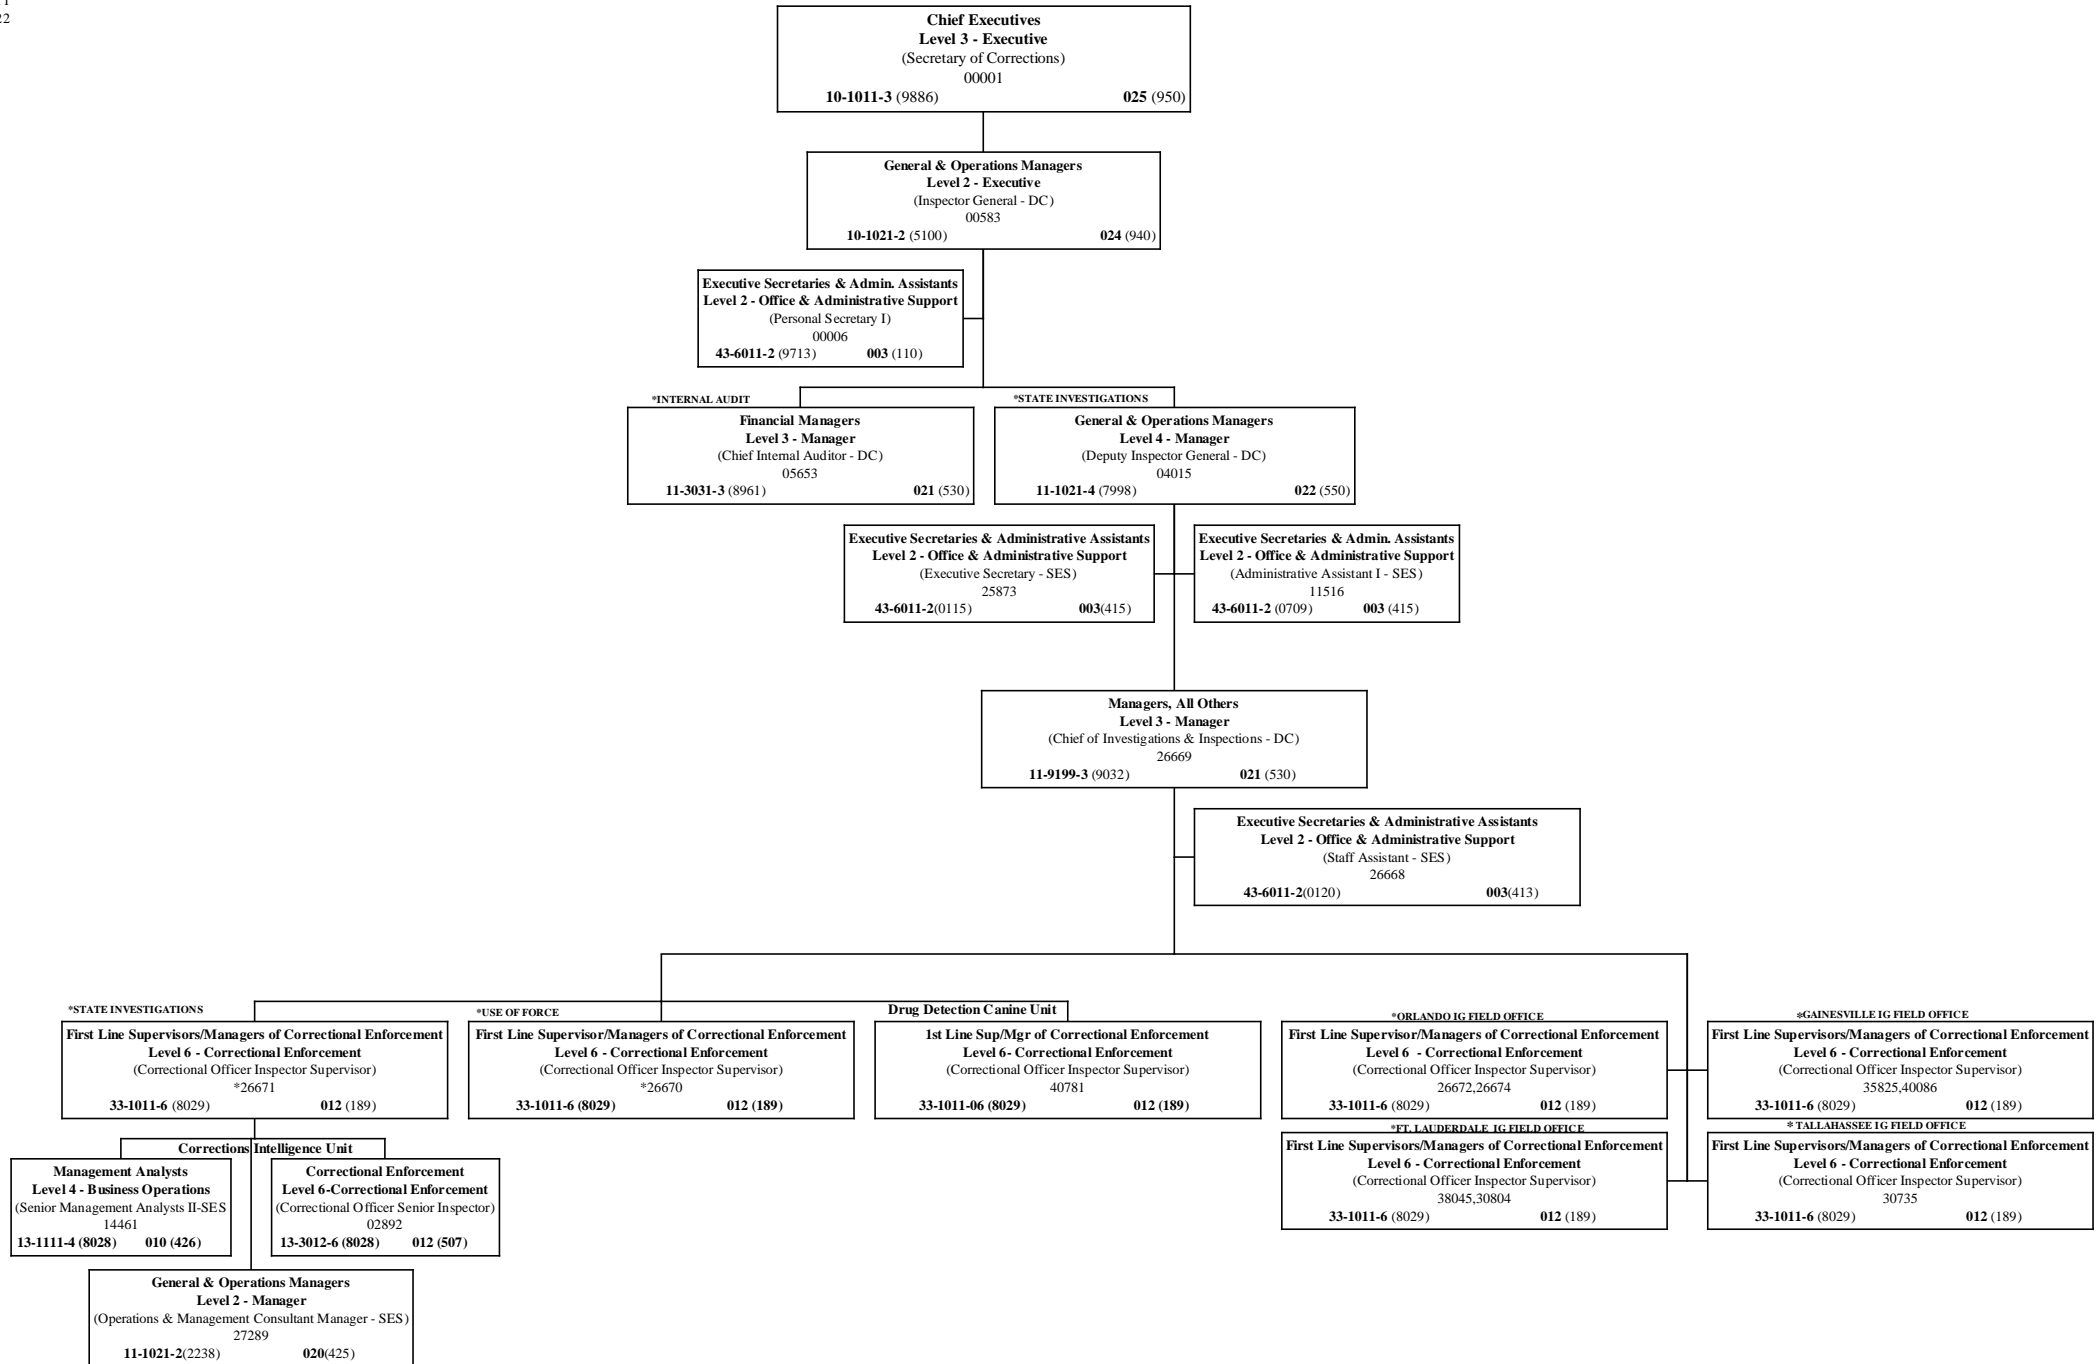 22
Chief Executives
Level 3 - Executive
(Secretary of Corrections)
00001
10-1011-3 (9886) 025 (950)
General & Operations Managers
Level 2 - Executive
(Inspector General - DC)
00583
10-1021-2 (5100) 024 (940)
Executive Secretaries & Admin. Assistants
Level 2 - Office & Administrative Support
(Personal Secretary I)
00006
43-6011-2 (9713) 003 (110)
*INTERNAL AUDIT
Financial Managers
Level 3 - Manager
(Chief Internal Auditor - DC)
05653
11-3031-3 (8961) 021 (530)
*STATE INVESTIGATIONS
General & Operations Managers
Level 4 - Manager
(Deputy Inspector General - DC)
04015
11-1021-4 (7998) 022 (550)
Executive Secretaries & Administrative Assistants
Level 2 - Office & Administrative Support
(Executive Secretary - SES)
25873
43-6011-2(0115) 003(415)
Executive Secretaries & Admin. Assistants
Level 2 - Office & Administrative Support
(Administrative Assistant I - SES)
11516
43-6011-2 (0709) 003 (415)
Managers, All Others
Level 3 - Manager
(Chief of Investigations & Inspections - DC)
26669
11-9199-3 (9032) 021 (530)
Executive Secretaries & Administrative Assistants
Level 2 - Office & Administrative Support
(Staff Assistant - SES)
26668
43-6011-2(0120) 003(413)
*STATE INVESTIGATIONS
First Line Supervisors/Managers of Correctional Enforcement
Level 6 - Correctional Enforcement
(Correctional Officer Inspector Supervisor)
*26671
33-1011-6 (8029) 012 (189)
*USE OF FORCE
First Line Supervisor/Managers of Correctional Enforcement
Level 6 - Correctional Enforcement
(Correctional Officer Inspector Supervisor)
*26670
33-1011-6 (8029) 012 (189)
Drug Detection Canine Unit
1st Line Sup/Mgr of Correctional Enforcement
Level 6- Correctional Enforcement
(Correctional Officer Inspector Supervisor)
40781
33-1011-06 (8029) 012 (189)
*ORLANDO IG FIELD OFFICE
First Line Supervisors/Managers of Correctional Enforcement
Level 6 - Correctional Enforcement
(Correctional Officer Inspector Supervisor)
26672,26674
33-1011-6 (8029) 012 (189)
*GAINESVILLE IG FIELD OFFICE
First Line Supervisors/Managers of Correctional Enforcement
Level 6 - Correctional Enforcement
(Correctional Officer Inspector Supervisor)
35825,40086
33-1011-6 (8029) 012 (189)
*FT. LAUDERDALE IG FIELD OFFICE
First Line Supervisors/Managers of Correctional Enforcement
Level 6 - Correctional Enforcement
(Correctional Officer Inspector Supervisor)
38045,30804
33-1011-6 (8029) 012 (189)
* TALLAHASSEE IG FIELD OFFICE
First Line Supervisors/Managers of Correctional Enforcement
Level 6 - Correctional Enforcement
(Correctional Officer Inspector Supervisor)
30735
33-1011-6 (8029) 012 (189)
Corrections Intelligence Unit
Management Analysts
Level 4 - Business Operations
(Senior Management Analysts II-SES
14461
13-1111-4 (8028) 010 (426)
Correctional Enforcement
Level 6-Correctional Enforcement
(Correctional Officer Senior Inspector)
02892
13-3012-6 (8028) 012 (507)
General & Operations Managers
Level 2 - Manager
(Operations & Management Consultant Manager - SES)
27289
11-1021-2(2238) 020(425)